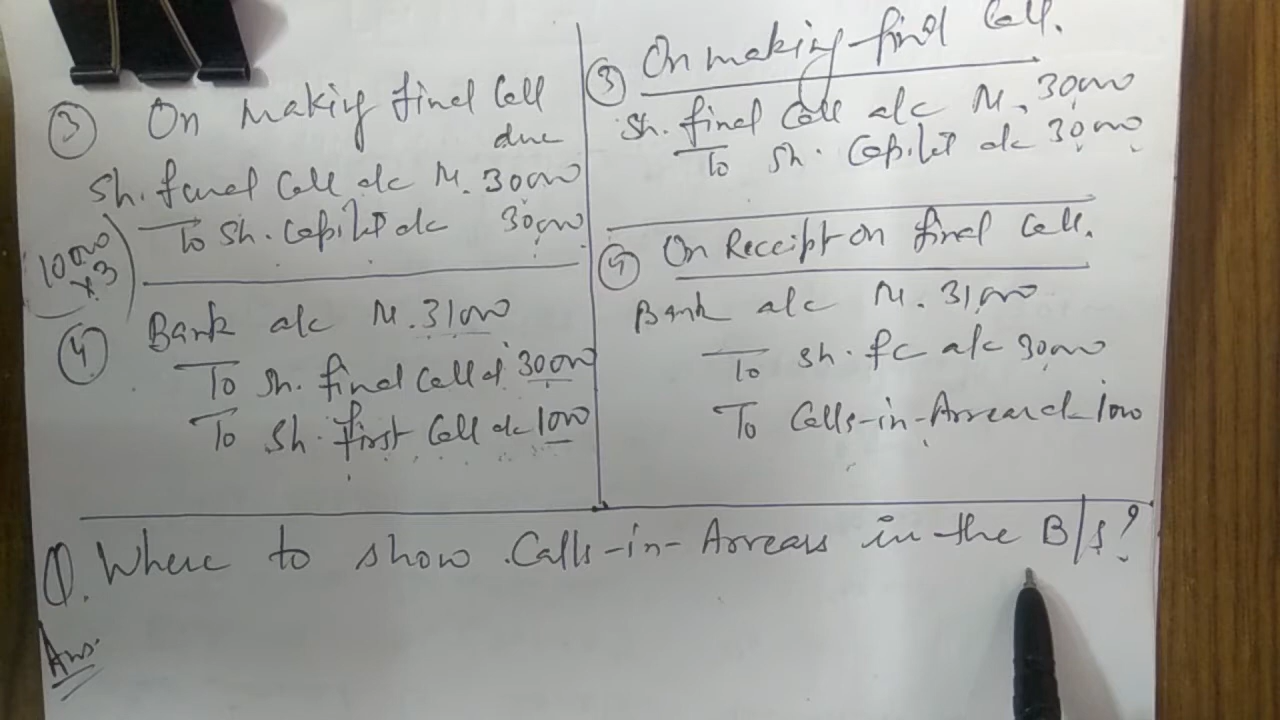 ③ On making final Call
due
Sh. final Call a/c Dr. 30000
To Sh. Capital a/c 30000
(10000
x 3)
④ Bank a/c Dr. 31000
To Sh. final Call a/c 30000
To Sh. first Call a/c 1000
③ On making final Call.
Sh. final Call a/c Dr. 30000
To Sh. Capital a/c 30000
④ On Receipt on final Call.
Bank a/c Dr. 31000
To Sh. fc a/c 30000
To Calls-in-Arrear a/c 1000
Q. Where to show Calls-in-Arrears in the B/S?
Ans.